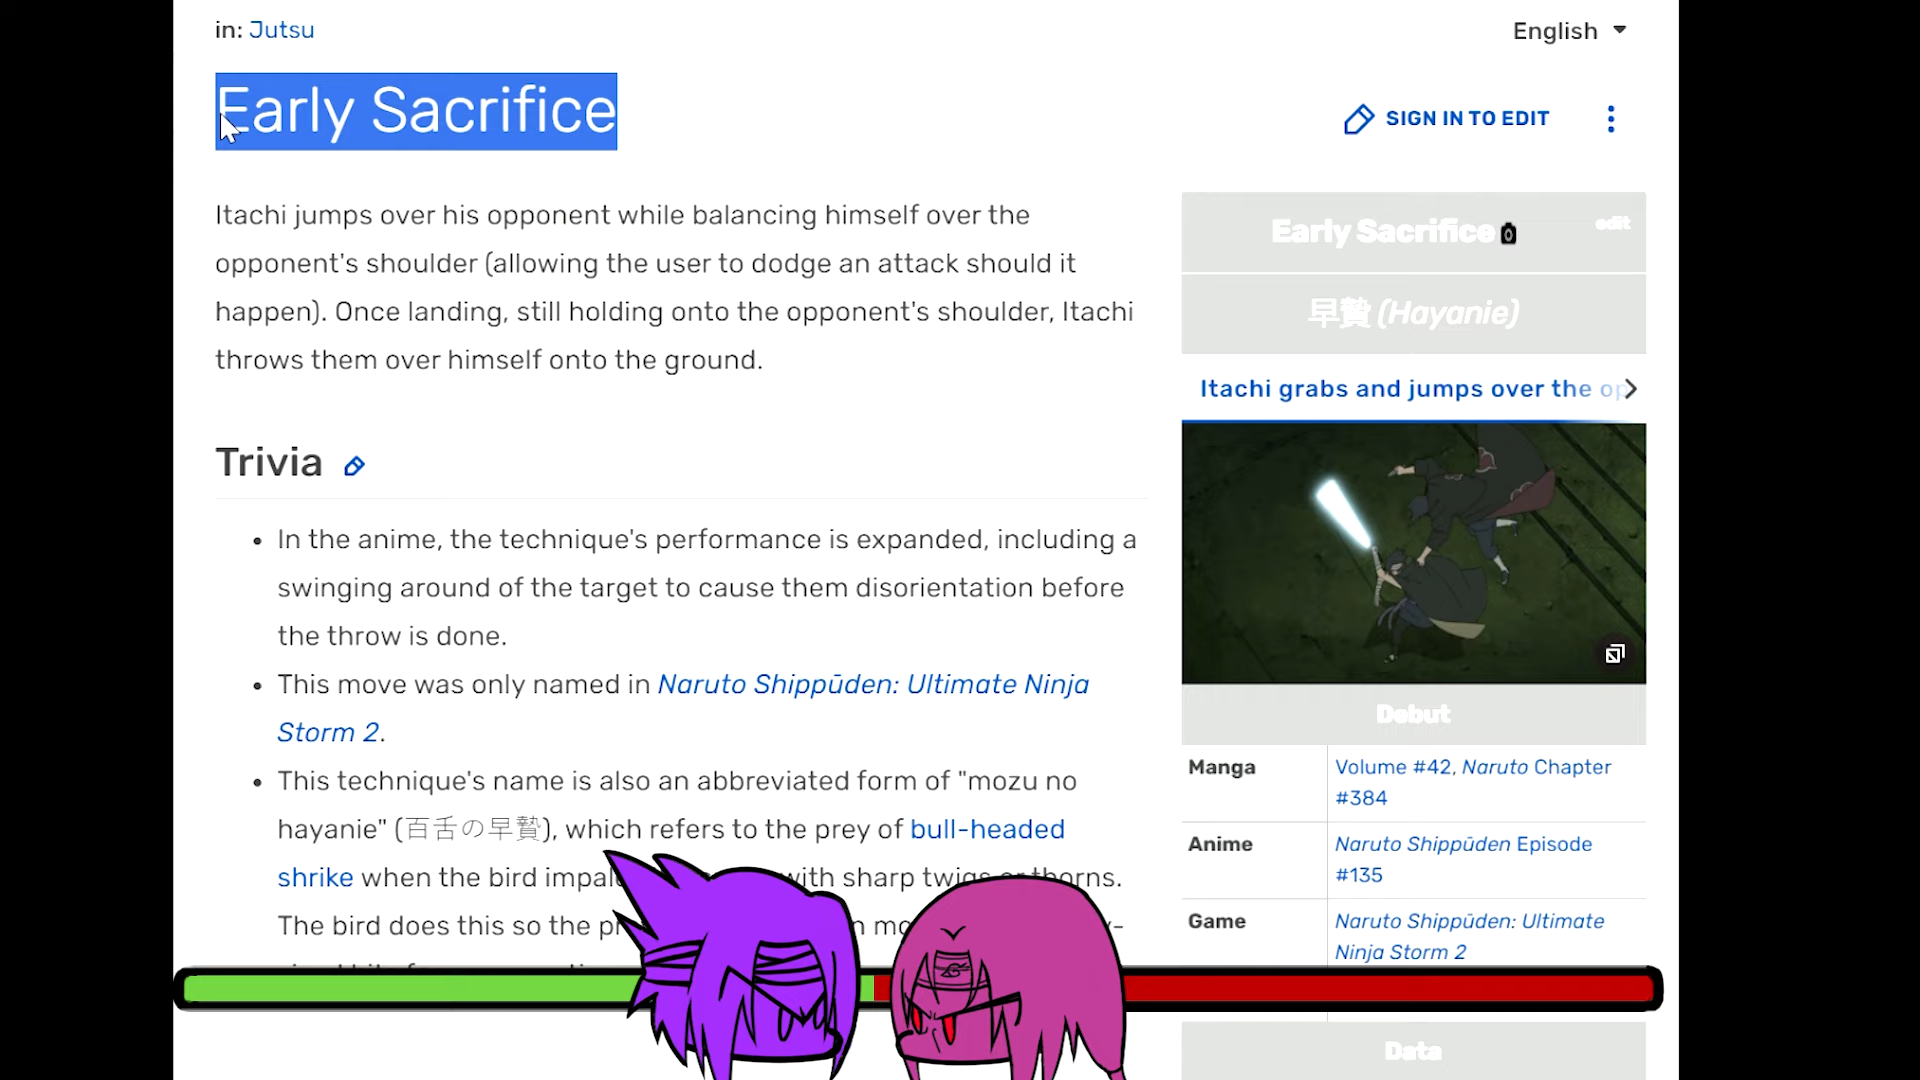 in: Jutsu
English
Early Sacrifice
SIGN IN TO EDIT
Itachi jumps over his opponent while balancing himself over the
opponent's shoulder (allowing the user to dodge an attack should it
happen). Once landing, still holding onto the opponent's shoulder, Itachi
throws them over himself onto the ground.
Trivia
• In the anime, the technique's performance is expanded, including a
swinging around of the target to cause them disorientation before
the throw is done.
• This move was only named in Naruto Shippūden: Ultimate Ninja
Storm 2.
• This technique's name is also an abbreviated form of "mozu no
hayanie" (百舌の早贄), which refers to the prey of bull-headed
shrike when the bird with sharp twigs or thorns.
The bird does this so the
Early Sacrifice
edit
早贄 (Hayanie)
Itachi grabs and jumps over the
Debut
Manga
Volume #42, Naruto Chapter
#384
Anime
Naruto Shippūden Episode
#135
Game
Naruto Shippūden: Ultimate
Ninja Storm 2
Data